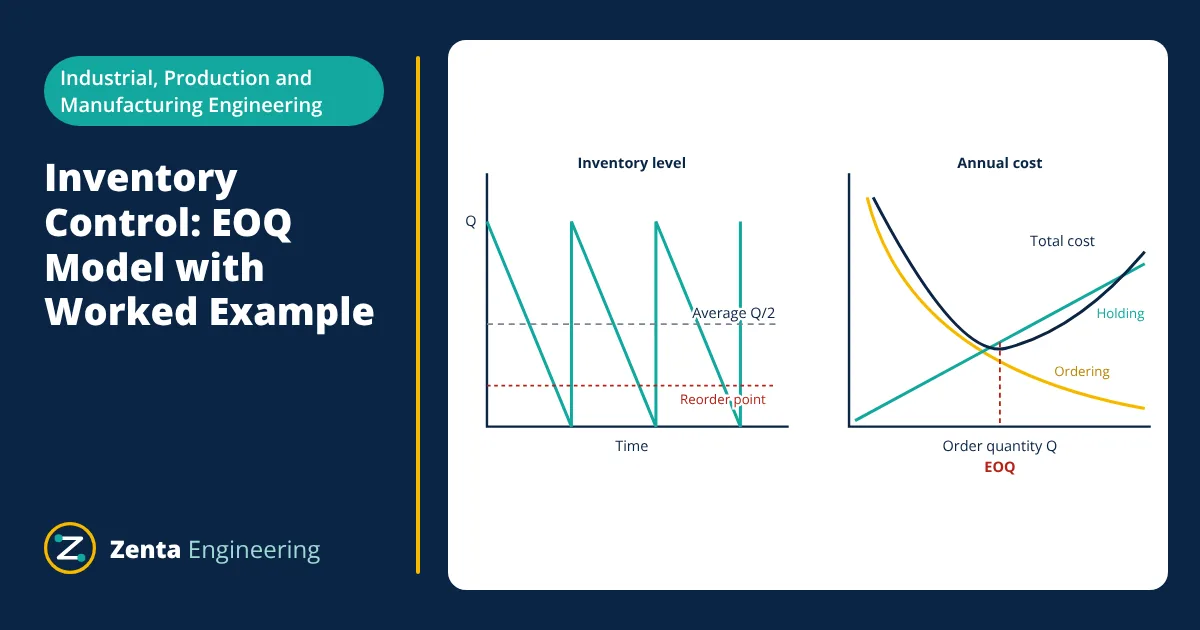 Industrial, Production and
Manufacturing Engineering
Inventory
Control: EOQ
Model with
Worked Example
Zenta Engineering
Inventory level
Q
Average Q/2
Reorder point
Time
Annual cost
Total cost
Holding
Ordering
Order quantity Q
EOQ